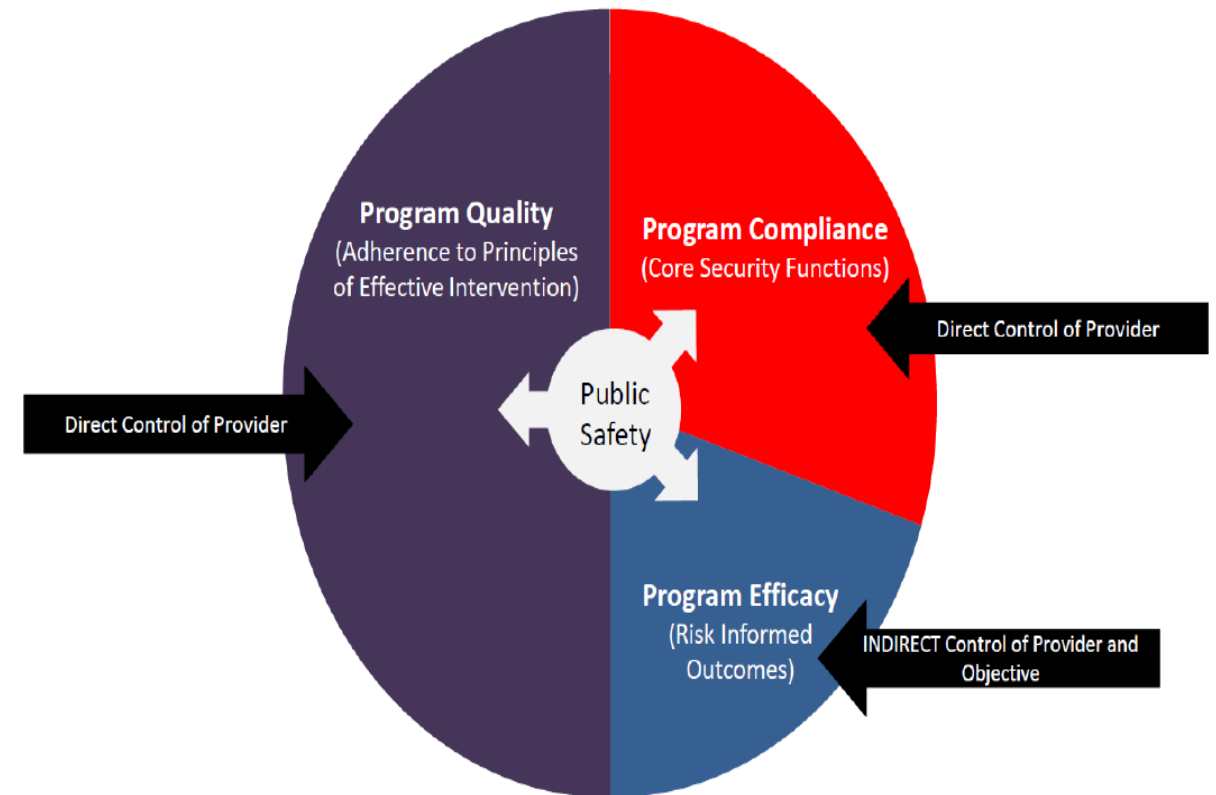 Program Quality
(Adherence to Principles
of Effective Intervention)
Program Compliance
(Core Security Functions)
Direct Control of Provider
Public
Safety
Direct Control of Provider
Program Efficacy
(Risk Informed
Outcomes)
INDIRECT Control of Provider and
Objective